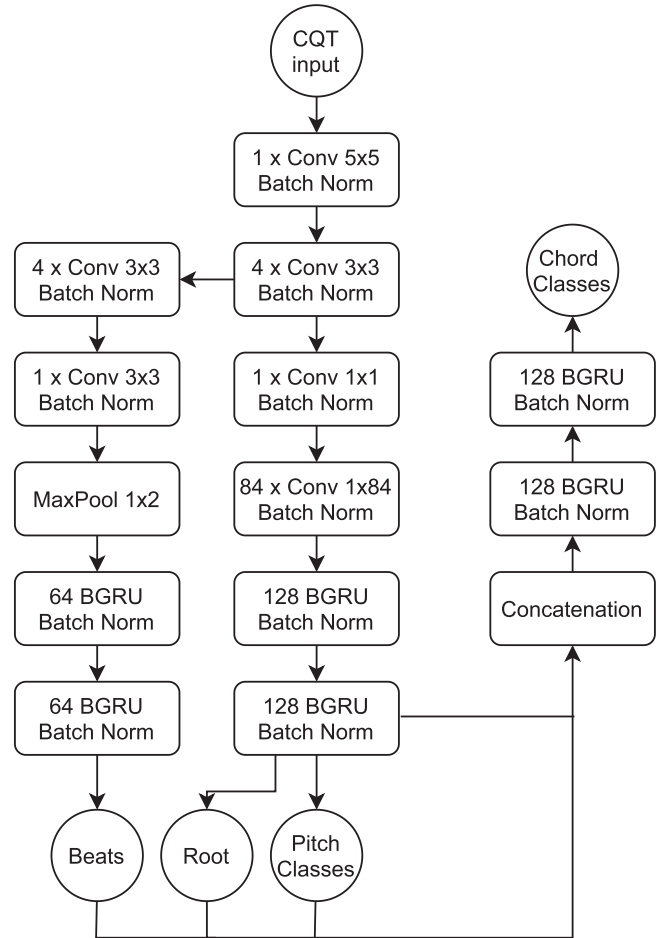 CQT
input
1 x Conv 5x5
Batch Norm
4 x Conv 3x3
Batch Norm
4 x Conv 3x3
Batch Norm
Chord
Classes
1 x Conv 3x3
Batch Norm
1 x Conv 1x1
Batch Norm
128 BGRU
Batch Norm
MaxPool 1x2
84 x Conv 1x84
Batch Norm
128 BGRU
Batch Norm
64 BGRU
Batch Norm
128 BGRU
Batch Norm
Concatenation
64 BGRU
Batch Norm
128 BGRU
Batch Norm
Beats
Root
Pitch
Classes